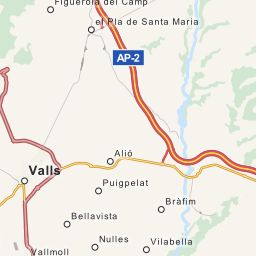 Figuerola del Camp
el Pla de Santa Maria
AP-2
Alió
Valls
Puigpelat
Bràfim
Bellavista
Nulles
Vallmoll
Vilabella